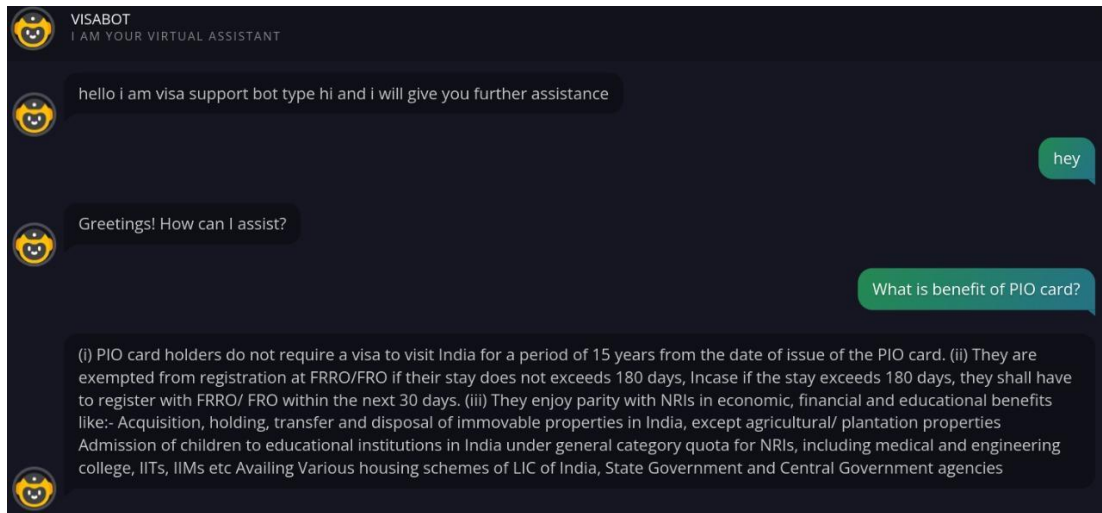 VISABOT
I AM YOUR VIRTUAL ASSISTANT
hello i am visa support bot type hi and i will give you further assistance
hey
Greetings! How can I assist?
What is benefit of PIO card?
(i) PIO card holders do not require a visa to visit India for a period of 15 years from the date of issue of the PIO card. (ii) They are
exempted from registration at FRRO/FRO if their stay does not exceeds 180 days, Incase if the stay exceeds 180 days, they shall have
to register with FRRO/ FRO within the next 30 days. (iii) They enjoy parity with NRIs in economic, financial and educational benefits
like:- Acquisition, holding, transfer and disposal of immovable properties in India, except agricultural/ plantation properties
Admission of children to educational institutions in India under general category quota for NRIs, including medical and engineering
college, IITs, IIMs etc Availing Various housing schemes of LIC of India, State Government and Central Government agencies